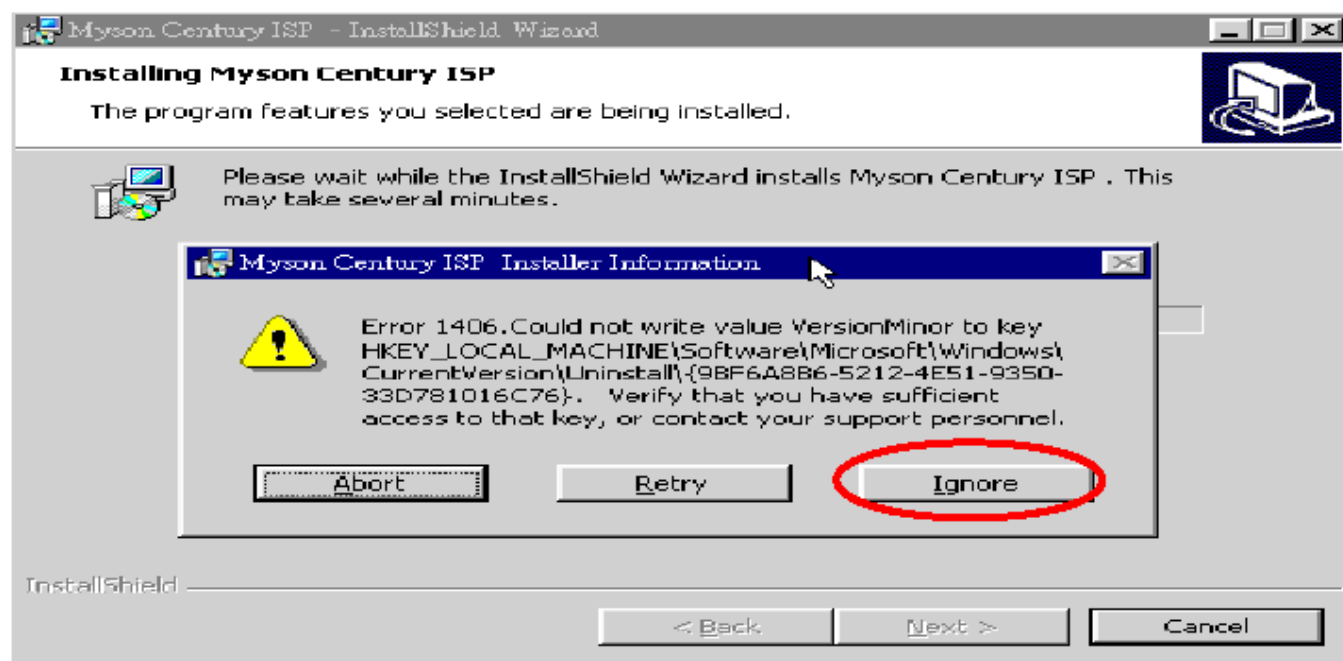 Myson Century ISP - InstallShield Wizard
Installing Myson Century ISP
The program features you selected are being installed.
Please wait while the InstallShield Wizard installs Myson Century ISP . This
may take several minutes.
Myson Century ISP Installer Information
Error 1406.Could not write value VersionMinor to key
HKEY_LOCAL_MACHINE\Software\Microsoft\Windows\
CurrentVersion\Uninstall\{9BF6A8B6-5212-4E51-9350-
33D781016C76}. Verify that you have sufficient
access to that key, or contact your support personnel.
Abort Retry Ignore
InstallShield
< Back Next > Cancel